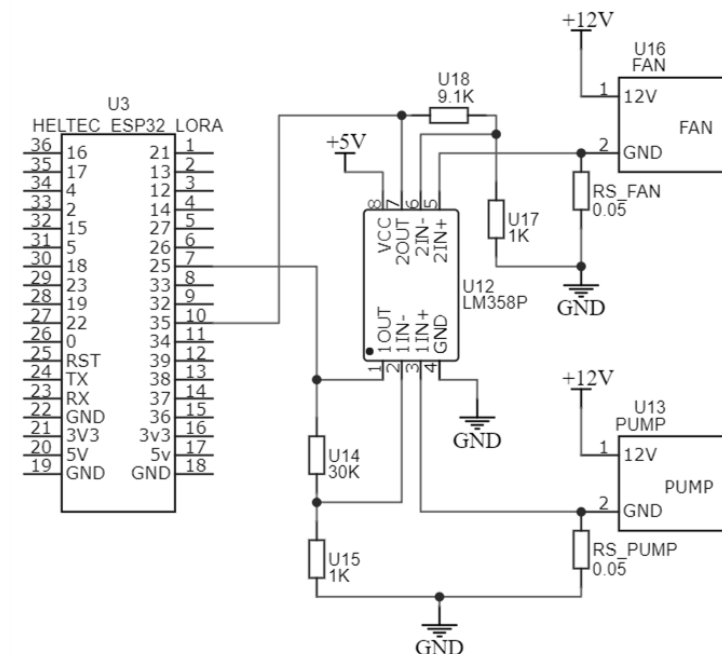 +12V
U16
FAN
1
12V
FAN
2
GND
RS_FAN
0.05
GND
U18
9.1K
+5V
8
7
6
5
VCC
2OUT
2IN-
2IN+
U17
1K
U12
LM358P
1OUT
1IN-
1IN+
GND
1
2
3
4
GND
U3
HELTEC_ESP32_LORA
36 16 21 1
35 17 13 2
34 4 12 3
33 2 14 4
32 15 27 5
31 5 26 6
30 18 25 7
29 23 33 8
28 19 32 9
27 22 35 10
26 0 34 11
25 RST 39 12
24 TX 38 13
23 RX 37 14
22 GND 36 15
21 3V3 3v3 16
20 5V 5v 17
19 GND GND 18
U14
30K
U15
1K
+12V
U13
PUMP
1
12V
PUMP
2
GND
RS_PUMP
0.05
GND